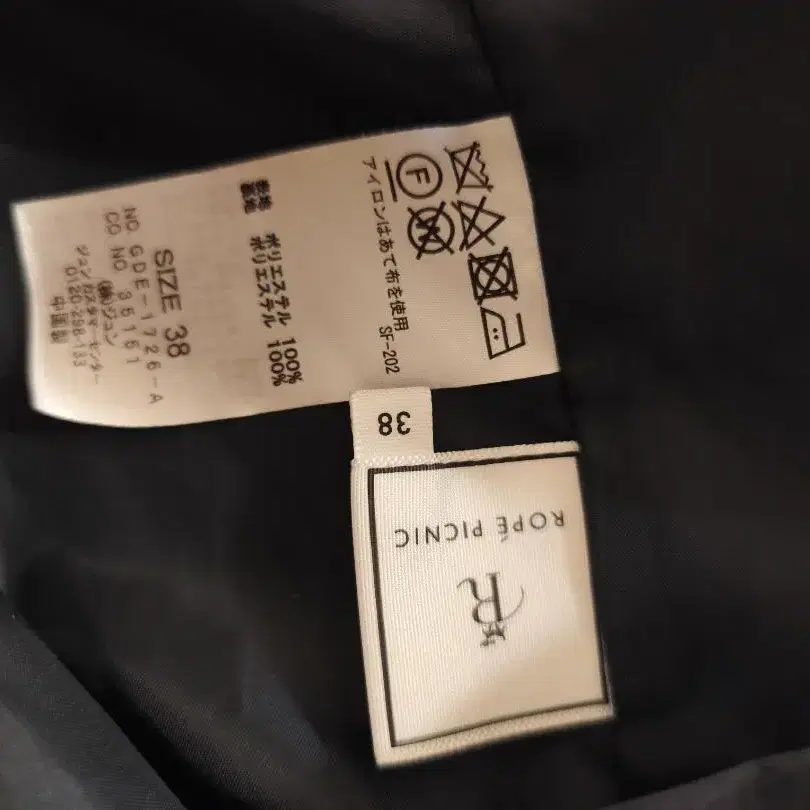 F
W
アイロンはあて布を使用
SF-202
表地 ポリエステル 100%
裏地 ポリエステル 100%
SIZE 38
NO. GDE-1726-A
CO NO. 36161
(株)ジュン
ジュン カスタマーセンター
0120-298-133
中国製
38
ROPÉ PICNIC
R